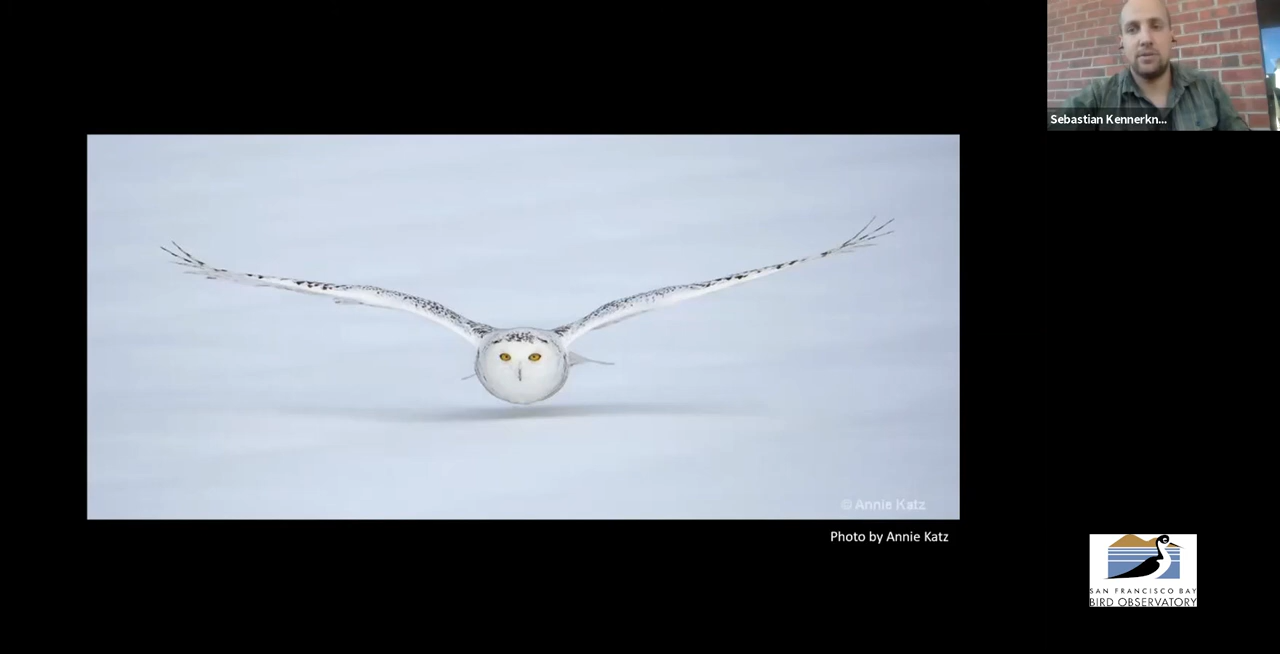 Sebastian Kennerkn...
© Annie Katz
Photo by Annie Katz
SAN FRANCISCO BAY
BIRD OBSERVATORY